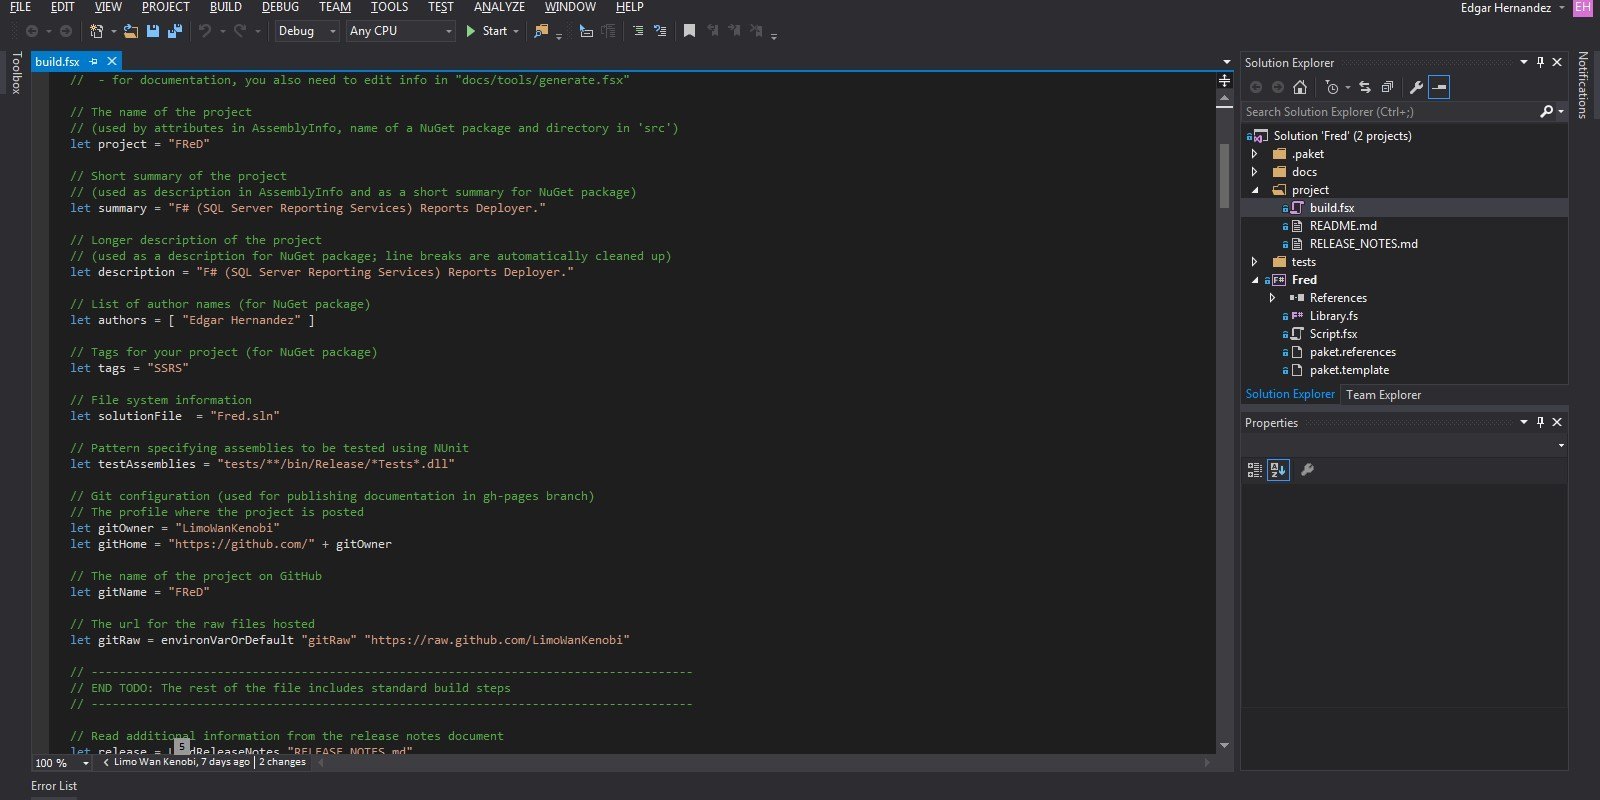 FILE EDIT VIEW PROJECT BUILD DEBUG TEAM TOOLS TEST ANALYZE WINDOW HELP
Edgar Hernandez EH
Debug Any CPU Start
Toolbox
build.fsx
// - for documentation, you also need to edit info in "docs/tools/generate.fsx"
// The name of the project
// (used by attributes in AssemblyInfo, name of a NuGet package and directory in 'src')
let project = "FReD"
// Short summary of the project
// (used as description in AssemblyInfo and as a short summary for NuGet package)
let summary = "F# (SQL Server Reporting Services) Reports Deployer."
// Longer description of the project
// (used as a description for NuGet package; line breaks are automatically cleaned up)
let description = "F# (SQL Server Reporting Services) Reports Deployer."
// List of author names (for NuGet package)
let authors = [ "Edgar Hernandez" ]
// Tags for your project (for NuGet package)
let tags = "SSRS"
// File system information
let solutionFile  = "Fred.sln"
// Pattern specifying assemblies to be tested using NUnit
let testAssemblies = "tests/**/bin/Release/*Tests*.dll"
// Git configuration (used for publishing documentation in gh-pages branch)
// The profile where the project is posted
let gitOwner = "LimoWanKenobi"
let gitHome = "https://github.com/" + gitOwner
// The name of the project on GitHub
let gitName = "FReD"
// The url for the raw files hosted
let gitRaw = environVarOrDefault "gitRaw" "https://raw.github.com/LimoWanKenobi"
// --------------------------------------------------------------------------------------
// END TODO: The rest of the file includes standard build steps
// --------------------------------------------------------------------------------------
// Read additional information from the release notes document
let release = LoadReleaseNotes "RELEASE_NOTES.md"
5
100 % Limo Wan Kenobi, 7 days ago | 2 changes
Error List
Solution Explorer
Search Solution Explorer (Ctrl+;)
Solution 'Fred' (2 projects)
.paket
docs
project
build.fsx
README.md
RELEASE_NOTES.md
tests
Fred
References
Library.fs
Script.fsx
paket.references
paket.template
Solution Explorer Team Explorer
Properties
Notifications